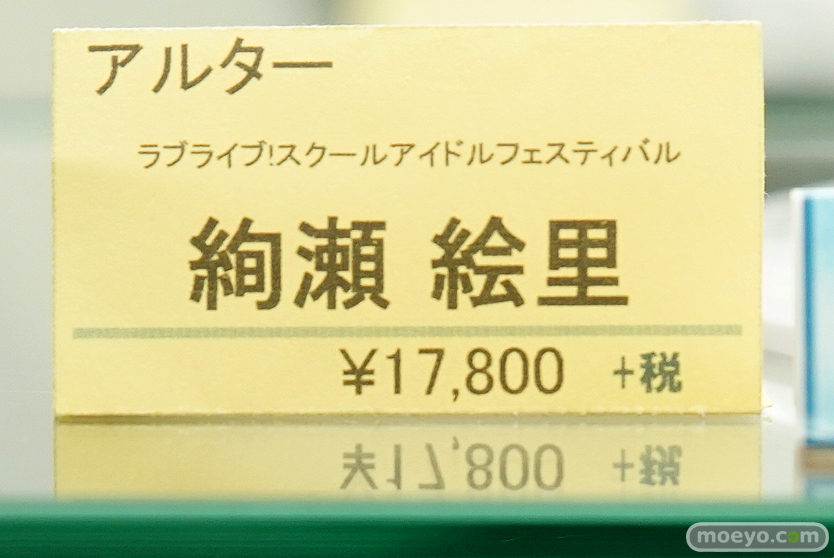 アルター
ラブライブ!スクールアイドルフェスティバル
絢瀬 絵里
¥17,800 +税
moeyo.com